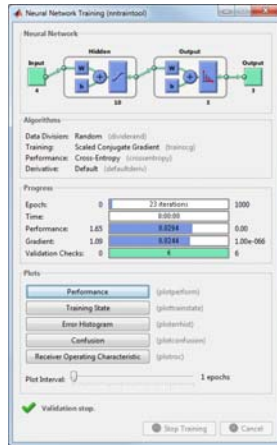 Neural Network Training (nntraintool)
Neural Network
Hidden
Output
Input
Output
W
b
W
b
4
10
3
3
Algorithms
Data Division: Random (dividerand)
Training: Scaled Conjugate Gradient (trainscg)
Performance: Cross-Entropy (crossentropy)
Derivative: Default (defaultderiv)
Progress
Epoch: 0 23 iterations 1000
Time: 0:00:00
Performance: 1.65 0.0264 0.00
Gradient: 1.09 0.0244 1.00e-006
Validation Checks: 0 6 6
Plots
Performance (plotperform)
Training State (plottrainstate)
Error Histogram (ploterrhist)
Confusion (plotconfusion)
Receiver Operating Characteristic (plotroc)
Plot Interval: 1 epochs
Validation stop.
Stop Training
Cancel